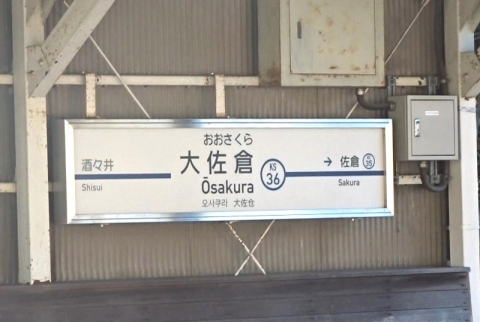 おおさくら
酒々井
Shisui
大佐倉
Ōsakura
오사쿠라 大佐仓
KS
36
→ 佐倉
35
Sakura